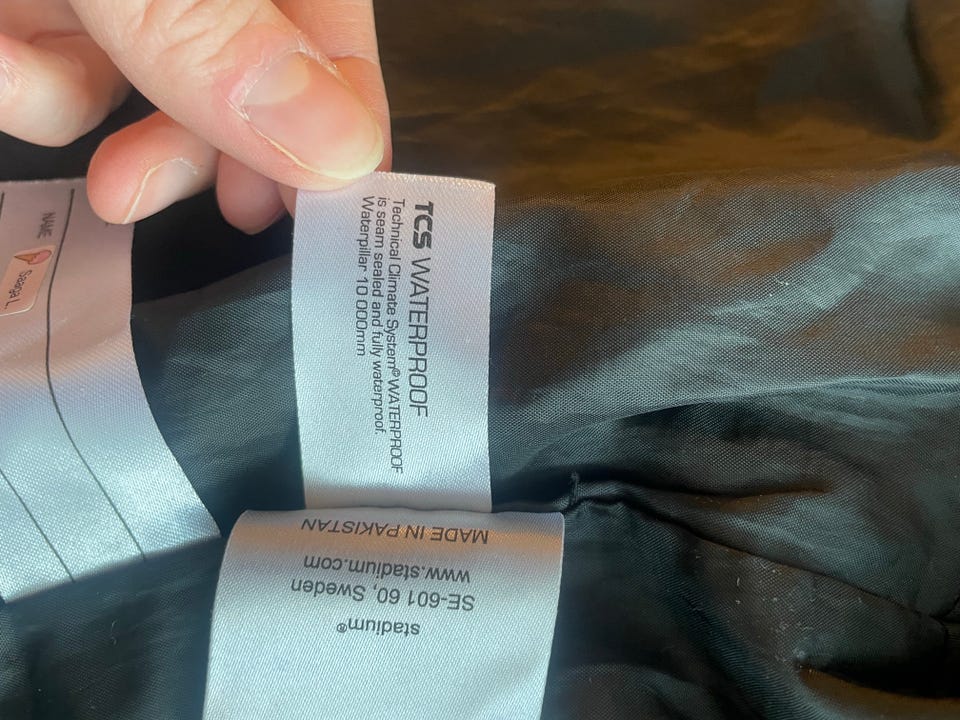 NAME
TCS WATERPROOF
Technical Climate System® WATERPROOF
is seam sealed and fully waterproof.
Waterpillar 10 000mm
stadium®
SE-601 60, Sweden
www.stadium.com
MADE IN PAKISTAN